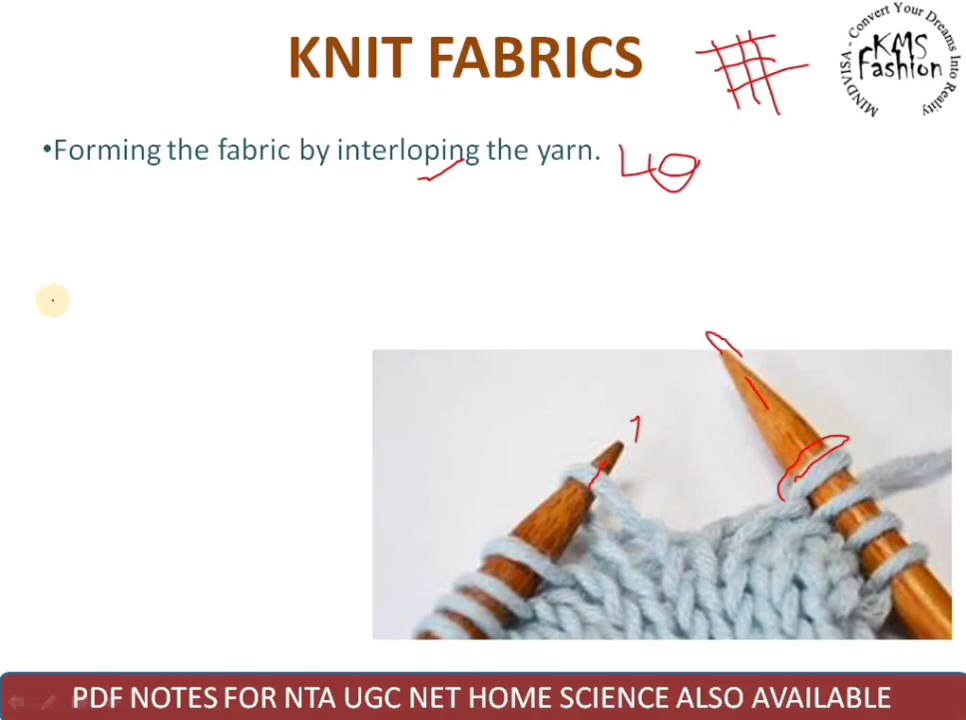 KNIT FABRICS
MINDVISA - Convert Your Dreams Into Reality
KMS
Fashion
•Forming the fabric by interloping the yarn.
PDF NOTES FOR NTA UGC NET HOME SCIENCE ALSO AVAILABLE